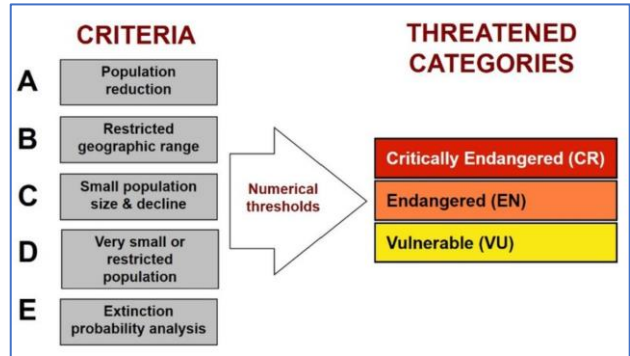 CRITERIA
A
Population
reduction
B
Restricted
geographic range
C
Small population
size & decline
D
Very small or
restricted
population
E
Extinction
probability analysis
Numerical
thresholds
THREATENED
CATEGORIES
Critically Endangered (CR)
Endangered (EN)
Vulnerable (VU)